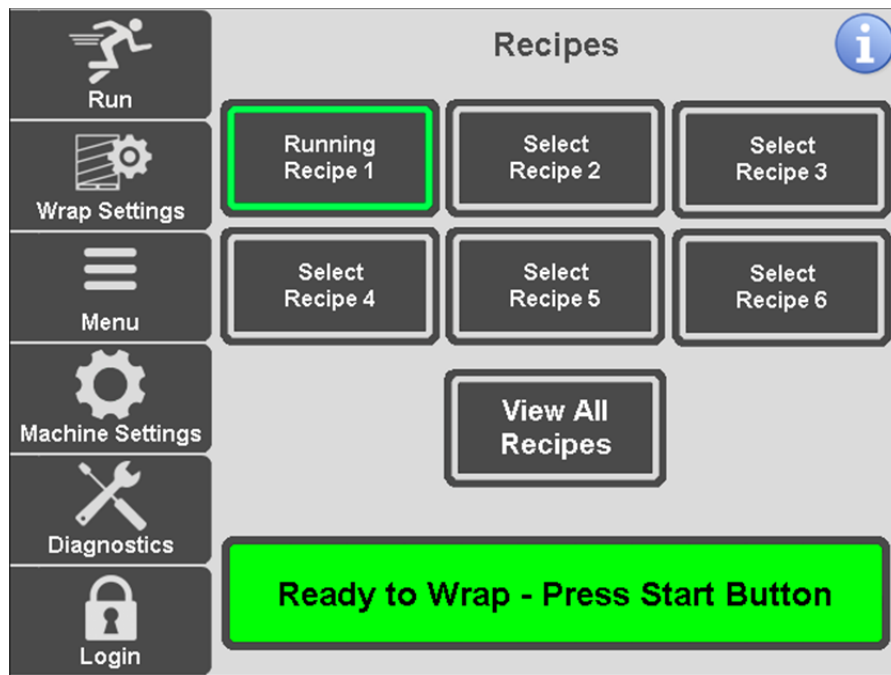 Run
Wrap Settings
Menu
Machine Settings
Diagnostics
Login
Recipes
i
Running
Recipe 1
Select
Recipe 2
Select
Recipe 3
Select
Recipe 4
Select
Recipe 5
Select
Recipe 6
View All
Recipes
Ready to Wrap - Press Start Button